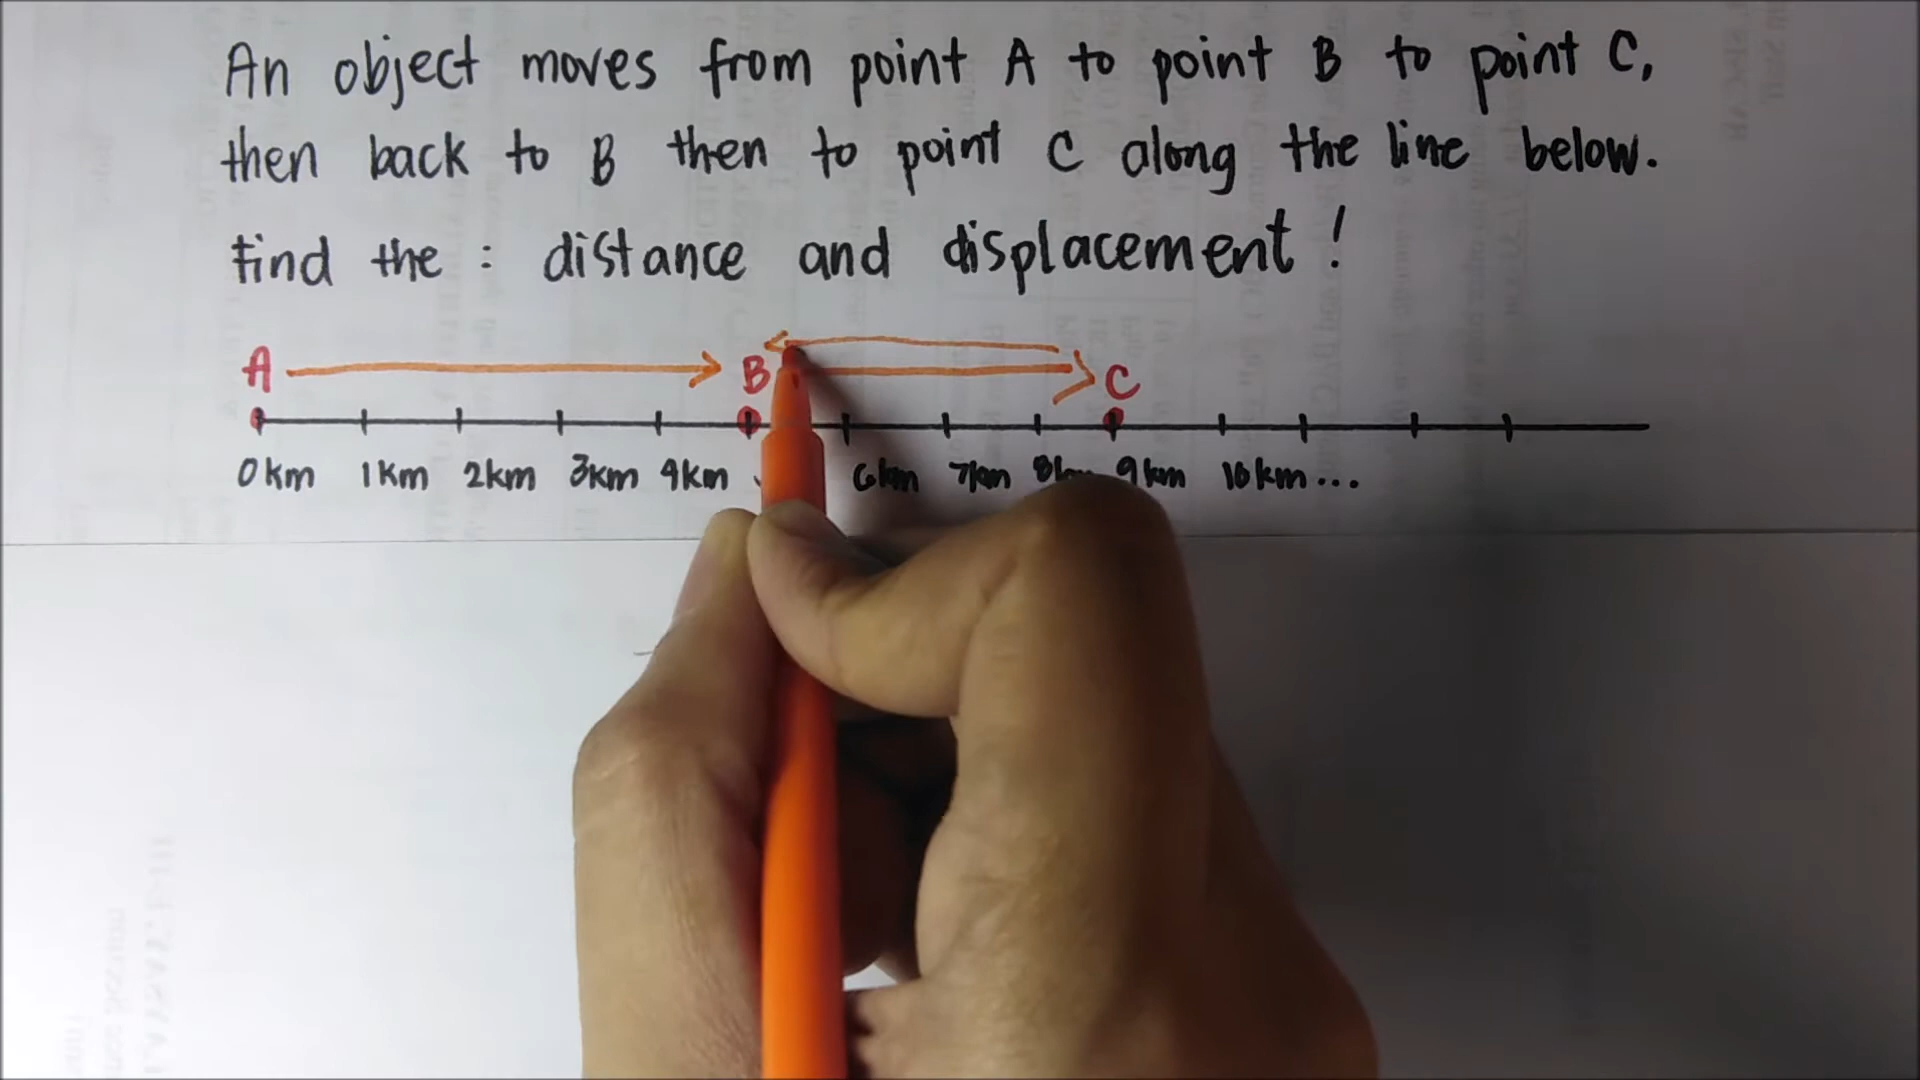 An object moves from point A to point B to point C,
then back to B then to point C along the line below.
Find the : distance and displacement!
A B C
0km 1km 2km 3km 4km 6km 7km 8km 9km 10km...